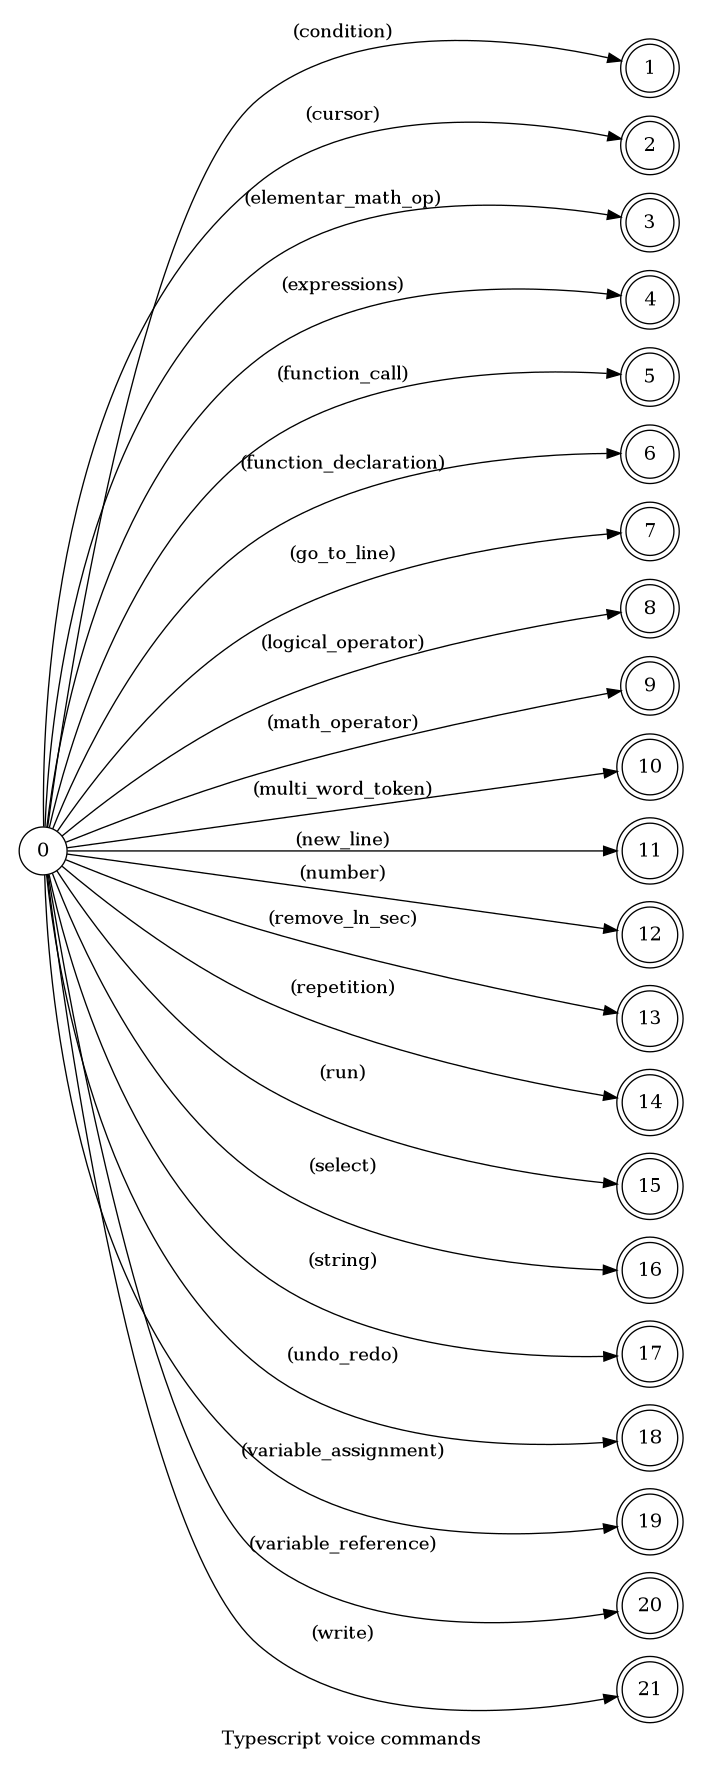 (condition)
1
(cursor)
2
(elementar_math_op)
3
(expressions)
4
(function_call)
5
(function_declaration)
6
(go_to_line)
7
(logical_operator)
8
(math_operator)
9
(multi_word_token)
10
0
(new_line)
11
(number)
12
(remove_ln_sec)
13
(repetition)
14
(run)
15
(select)
16
(string)
17
(undo_redo)
18
(variable_assignment)
19
(variable_reference)
20
(write)
21
Typescript voice commands